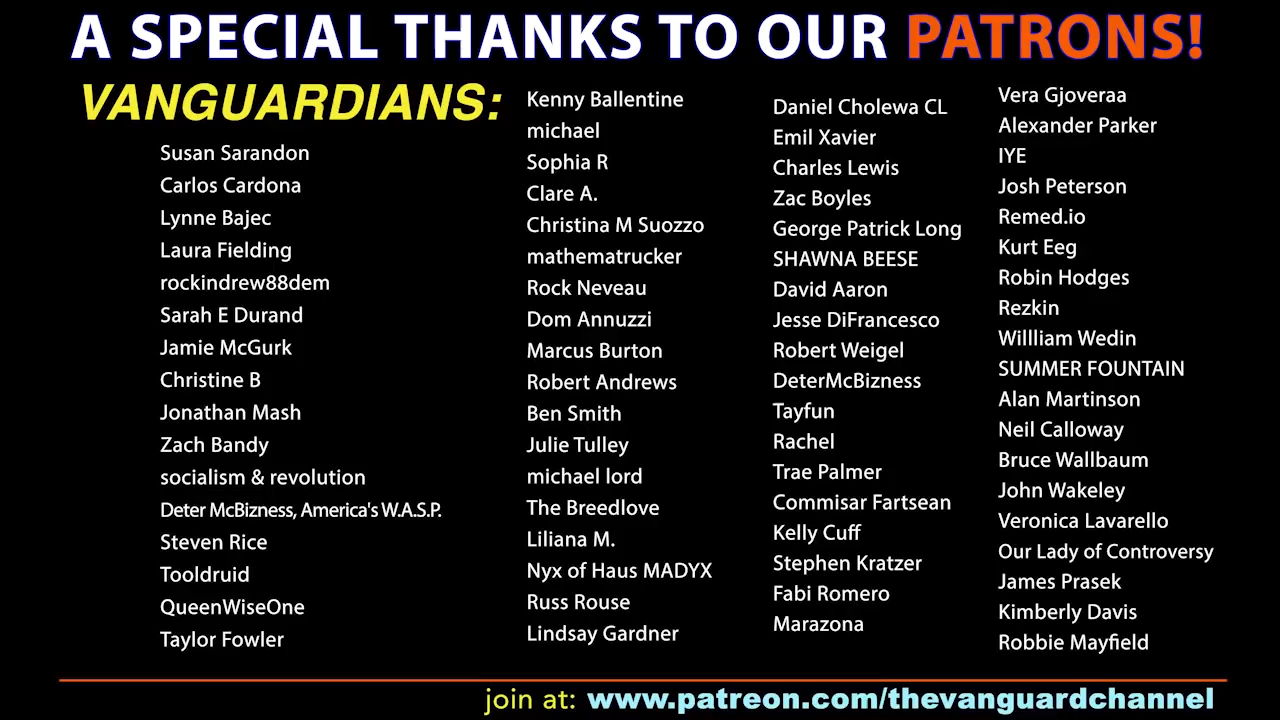 A SPECIAL THANKS TO OUR PATRONS!
VANGUARDIANS:
Susan Sarandon
Carlos Cardona
Lynne Bajec
Laura Fielding
rockindrew88dem
Sarah E Durand
Jamie McGurk
Christine B
Jonathan Mash
Zach Bandy
socialism & revolution
Deter McBizness, America's W.A.S.P.
Steven Rice
Tooldruid
QueenWiseOne
Taylor Fowler
Kenny Ballentine
michael
Sophia R
Clare A.
Christina M Suozzo
mathematrucker
Rock Neveau
Dom Annuzzi
Marcus Burton
Robert Andrews
Ben Smith
Julie Tulley
michael lord
The Breedlove
Liliana M.
Nyx of Haus MADYX
Russ Rouse
Lindsay Gardner
Daniel Cholewa CL
Emil Xavier
Charles Lewis
Zac Boyles
George Patrick Long
SHAWNA BEESE
David Aaron
Jesse DiFrancesco
Robert Weigel
DeterMcBizness
Tayfun
Rachel
Trae Palmer
Commisar Fartsean
Kelly Cuff
Stephen Kratzer
Fabi Romero
Marazona
Vera Gjoveraa
Alexander Parker
IYE
Josh Peterson
Remed.io
Kurt Eeg
Robin Hodges
Rezkin
Willliam Wedin
SUMMER FOUNTAIN
Alan Martinson
Neil Calloway
Bruce Wallbaum
John Wakeley
Veronica Lavarello
Our Lady of Controversy
James Prasek
Kimberly Davis
Robbie Mayfield
join at: www.patreon.com/thevanguardchannel